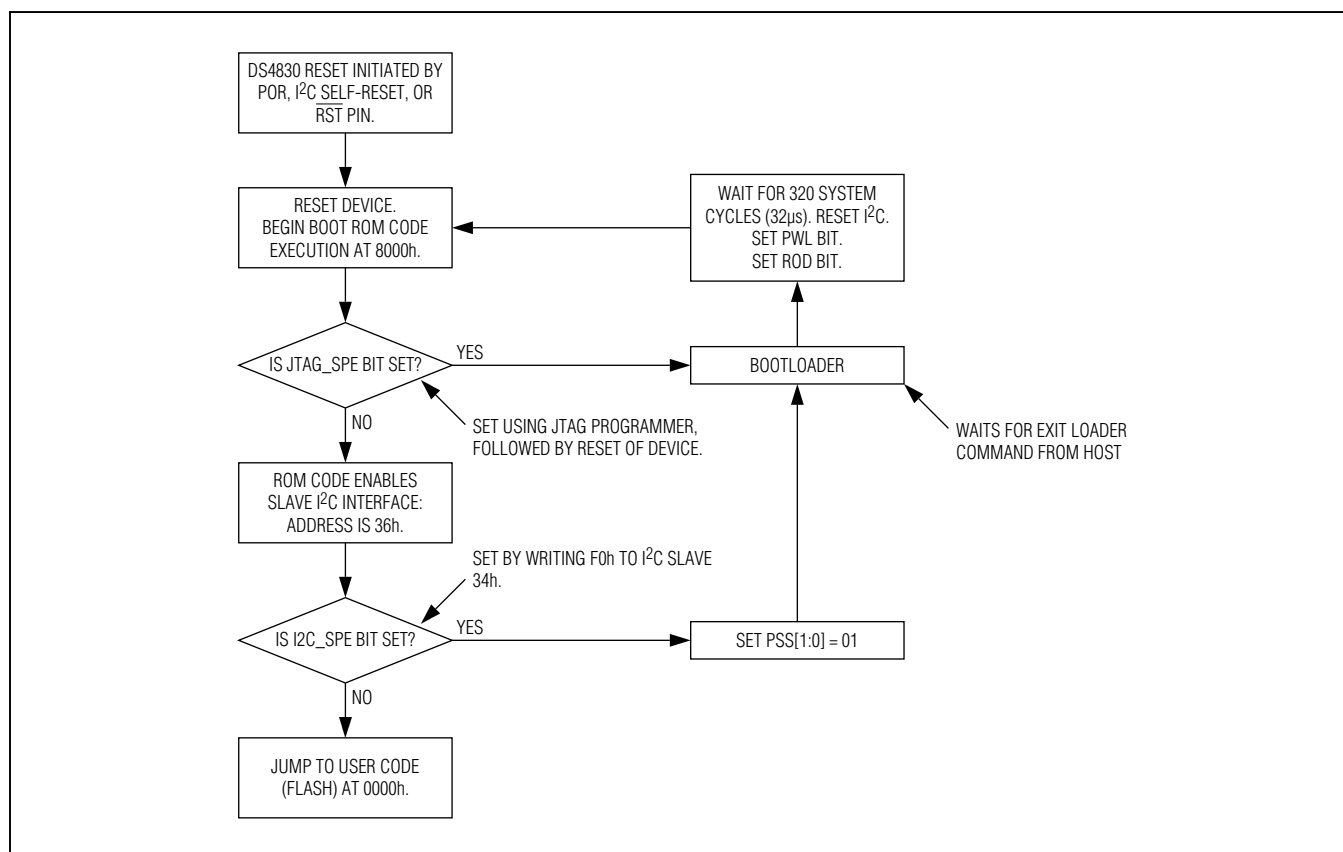 DS4830 RESET INITIATED BY
POR, I²C SELF-RESET, OR
RST PIN.
RESET DEVICE.
BEGIN BOOT ROM CODE
EXECUTION AT 8000h.
WAIT FOR 320 SYSTEM
CYCLES (32µs). RESET I²C.
SET PWL BIT.
SET ROD BIT.
IS JTAG_SPE BIT SET?
YES
BOOTLOADER
NO
SET USING JTAG PROGRAMMER,
FOLLOWED BY RESET OF DEVICE.
WAITS FOR EXIT LOADER
COMMAND FROM HOST
ROM CODE ENABLES
SLAVE I²C INTERFACE:
ADDRESS IS 36h.
SET BY WRITING F0h TO I²C SLAVE
34h.
IS I2C_SPE BIT SET?
YES
SET PSS[1:0] = 01
NO
JUMP TO USER CODE
(FLASH) AT 0000h.